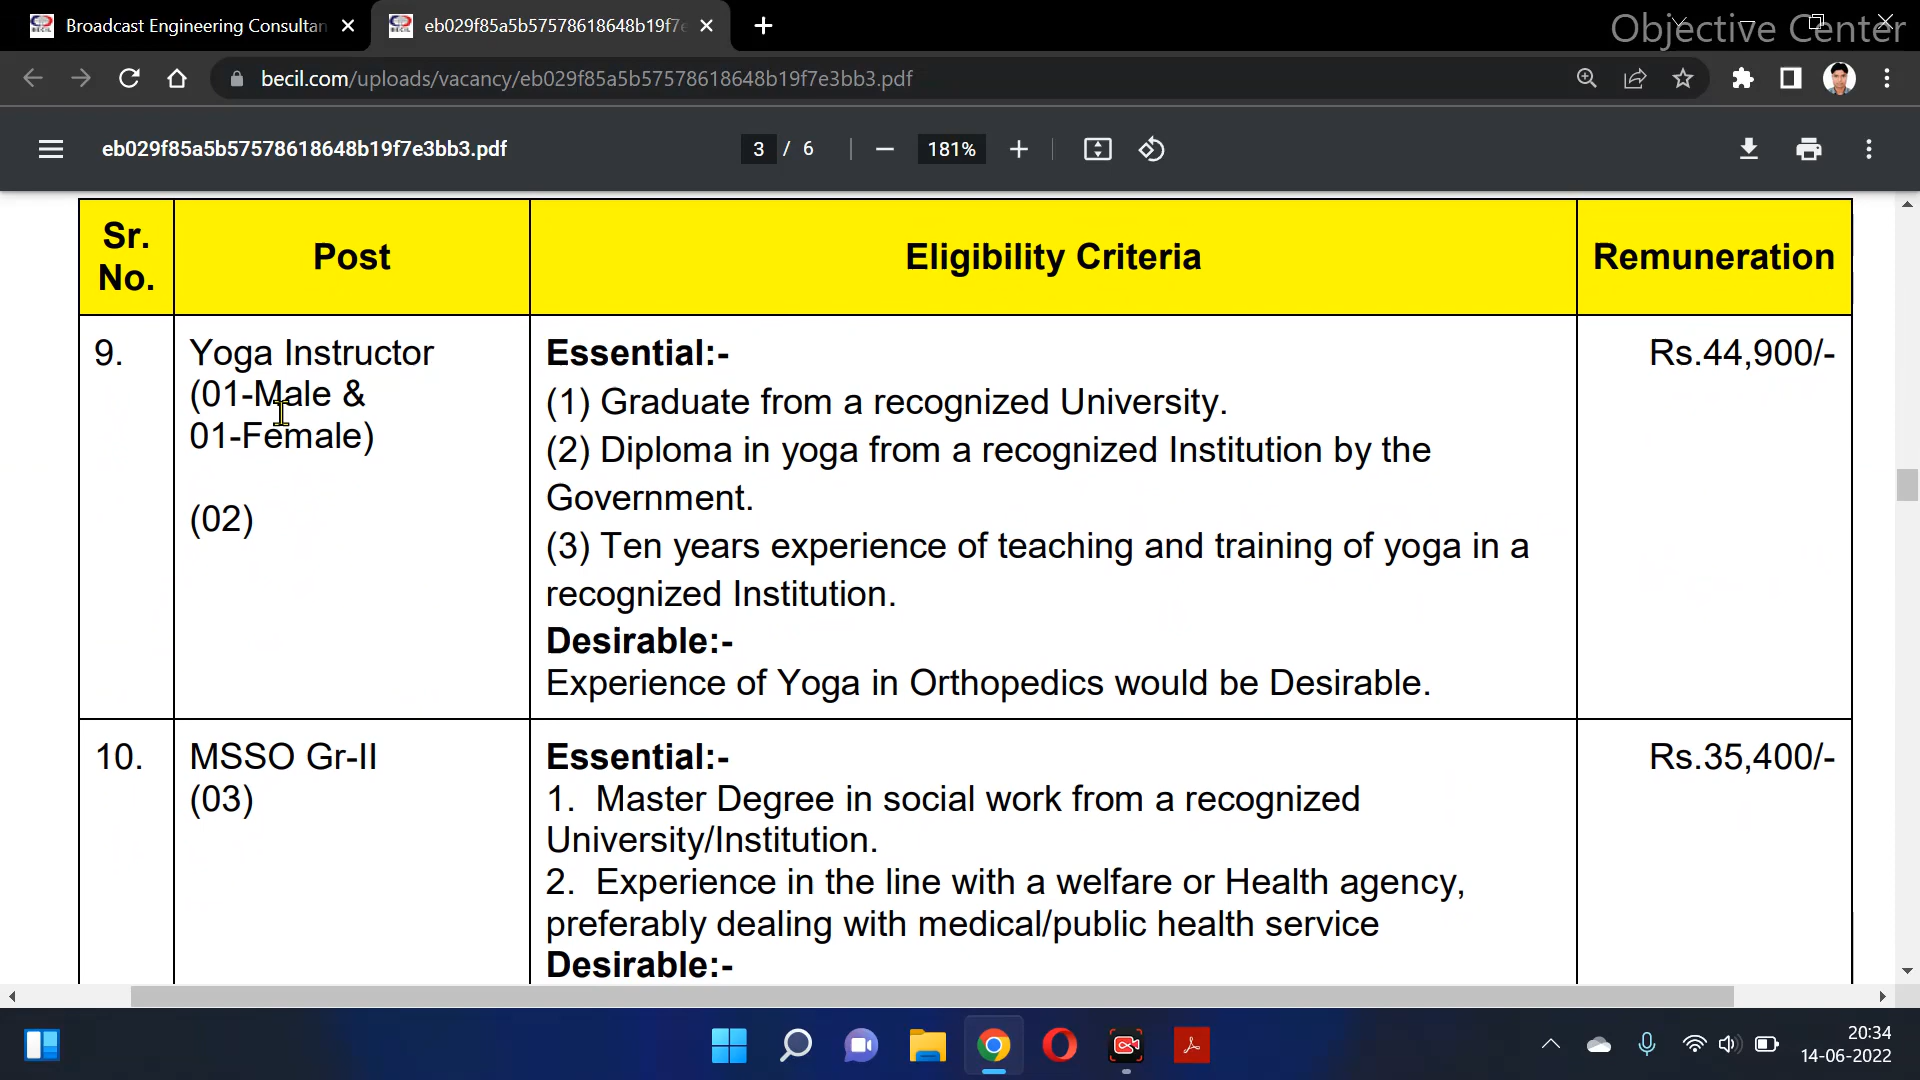 Broadcast Engineering Consultan
eb029f85a5b57578618648b19f7e
Objective Center
becil.com/uploads/vacancy/eb029f85a5b57578618648b19f7e3bb3.pdf
eb029f85a5b57578618648b19f7e3bb3.pdf
3 / 6
181%
Sr. No.
Post
Eligibility Criteria
Remuneration
9.
Yoga Instructor
(01-Male &
01-Female)
(02)
Essential:-
(1) Graduate from a recognized University.
(2) Diploma in yoga from a recognized Institution by the
Government.
(3) Ten years experience of teaching and training of yoga in a
recognized Institution.
Desirable:-
Experience of Yoga in Orthopedics would be Desirable.
Rs.44,900/-
10.
MSSO Gr-II
(03)
Essential:-
1. Master Degree in social work from a recognized
University/Institution.
2. Experience in the line with a welfare or Health agency,
preferably dealing with medical/public health service
Desirable:-
Rs.35,400/-
20:34
14-06-2022